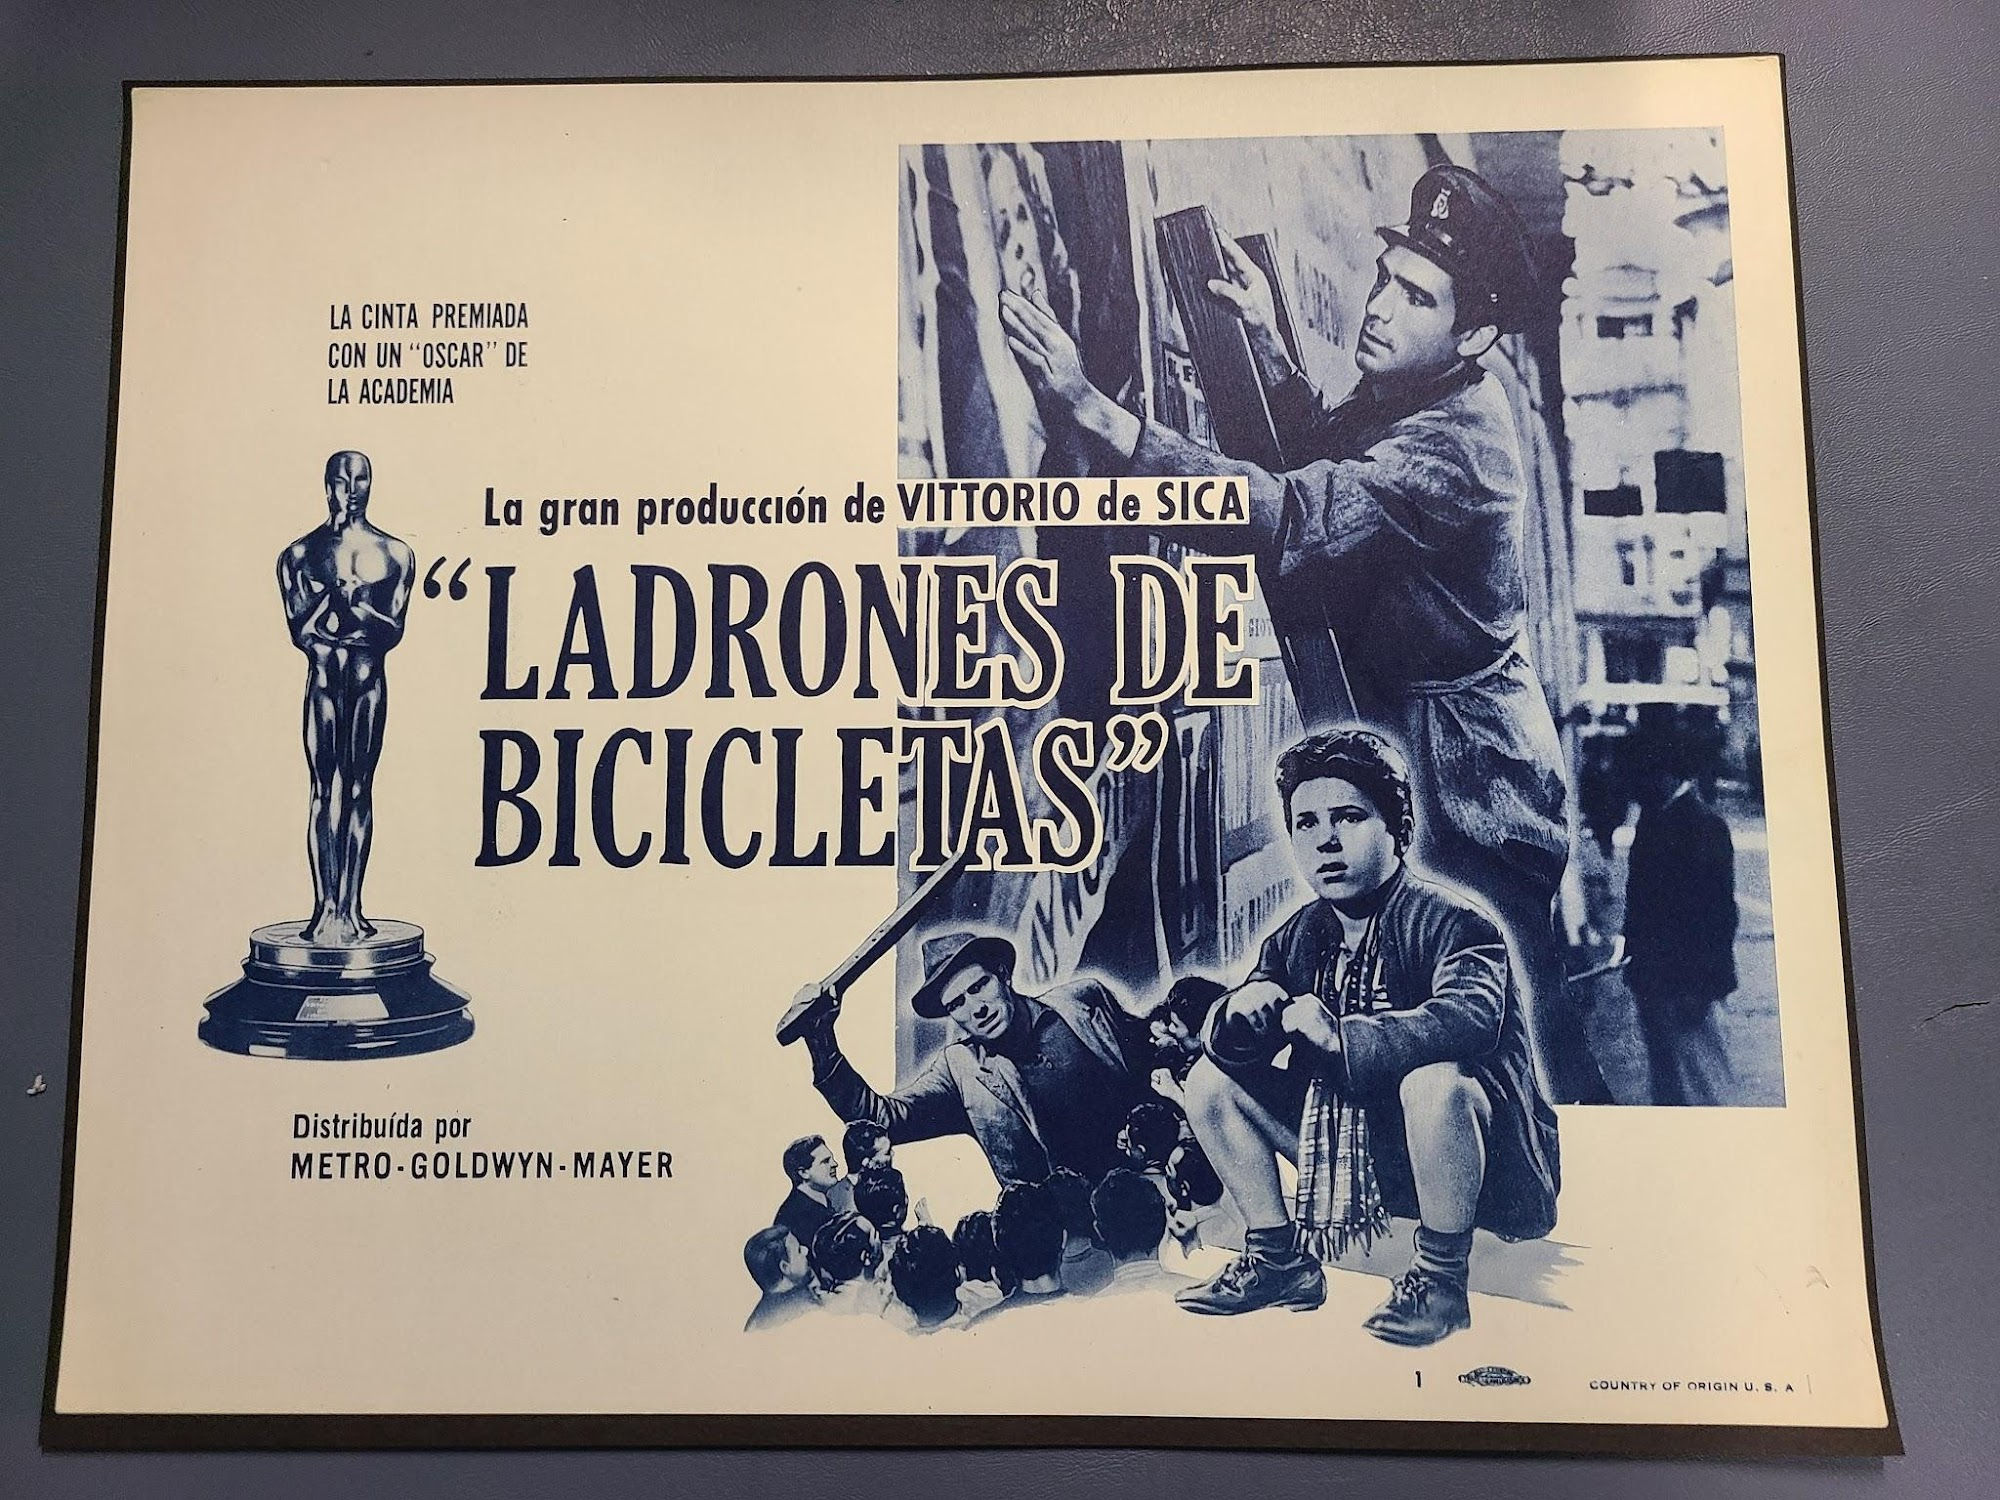 LA CINTA PREMIADA
CON UN "OSCAR" DE
LA ACADEMIA
La gran producción de VITTORIO de SICA
"LADRONES DE
BICICLETAS"
Distribuída por
METRO-GOLDWYN-MAYER
1
COUNTRY OF ORIGIN U. S. A